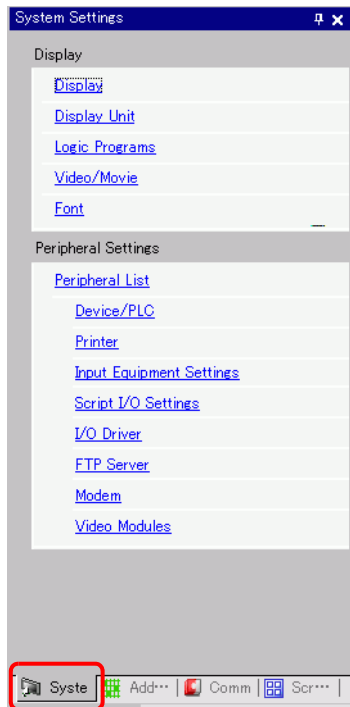 System Settings
Display
Display
Display Unit
Logic Programs
Video/Movie
Font
Peripheral Settings
Peripheral List
Device/PLC
Printer
Input Equipment Settings
Script I/O Settings
I/O Driver
FTP Server
Modem
Video Modules
Syste Add··· Comm Scr···